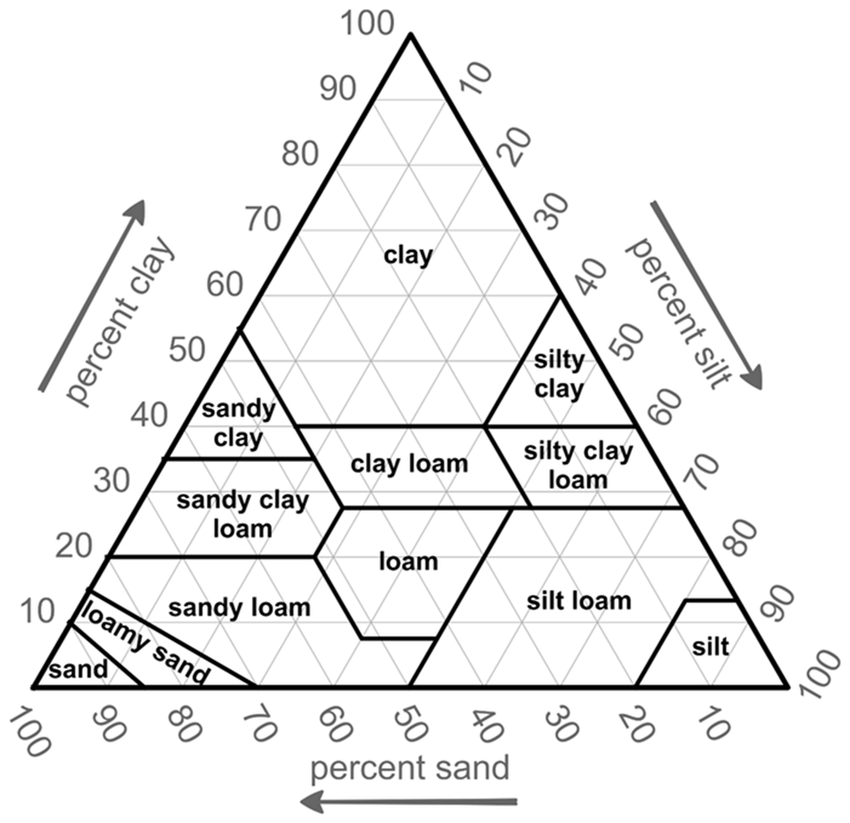 100
90
10
80
20
70
30
clay
60
40
percent clay
percent silt
50
silty
clay
50
40
sandy
clay
60
clay loam
silty clay
loam
30
sandy clay
loam
70
20
loam
80
10
sandy loam
silt loam
90
loamy sand
silt
sand
100
100
90
80
70
60
50
40
30
20
10
percent sand